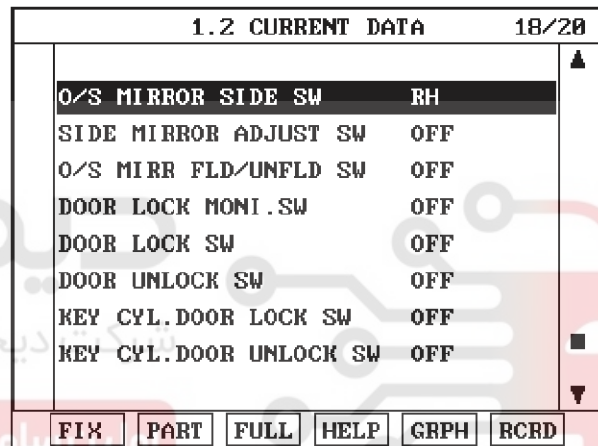 1.2 CURRENT DATA 18/20
O/S MIRROR SIDE SW RH
SIDE MIRROR ADJUST SW OFF
O/S MIRR FLD/UNFLD SW OFF
DOOR LOCK MONI.SW OFF
DOOR LOCK SW OFF
DOOR UNLOCK SW OFF
KEY CYL.DOOR LOCK SW OFF
KEY CYL.DOOR UNLOCK SW OFF
FIX PART FULL HELP GRPH RCRD